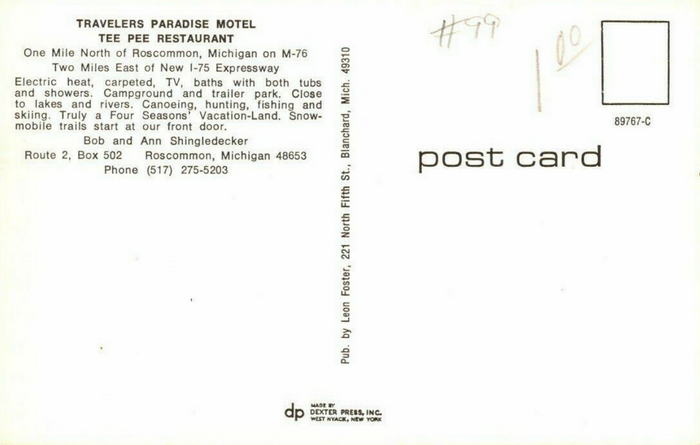 TRAVELERS PARADISE MOTEL
TEE PEE RESTAURANT
One Mile North of Roscommon, Michigan on M-76
Two Miles East of New I-75 Expressway
Electric heat, carpeted, TV, baths with both tubs
and showers. Campground and trailer park. Close
to lakes and rivers. Canoeing, hunting, fishing and
skiing. Truly a Four Seasons' Vacation-Land. Snow-
mobile trails start at our front door.
Bob and Ann Shingledecker
Route 2, Box 502 Roscommon, Michigan 48653
Phone (517) 275-5203
Pub. by Leon Foster, 221 North Fifth St., Blanchard, Mich. 49310
#99
1 00
89767-C
post card
dp
MADE BY
DEXTER PRESS, INC.
WEST NYACK, NEW YORK